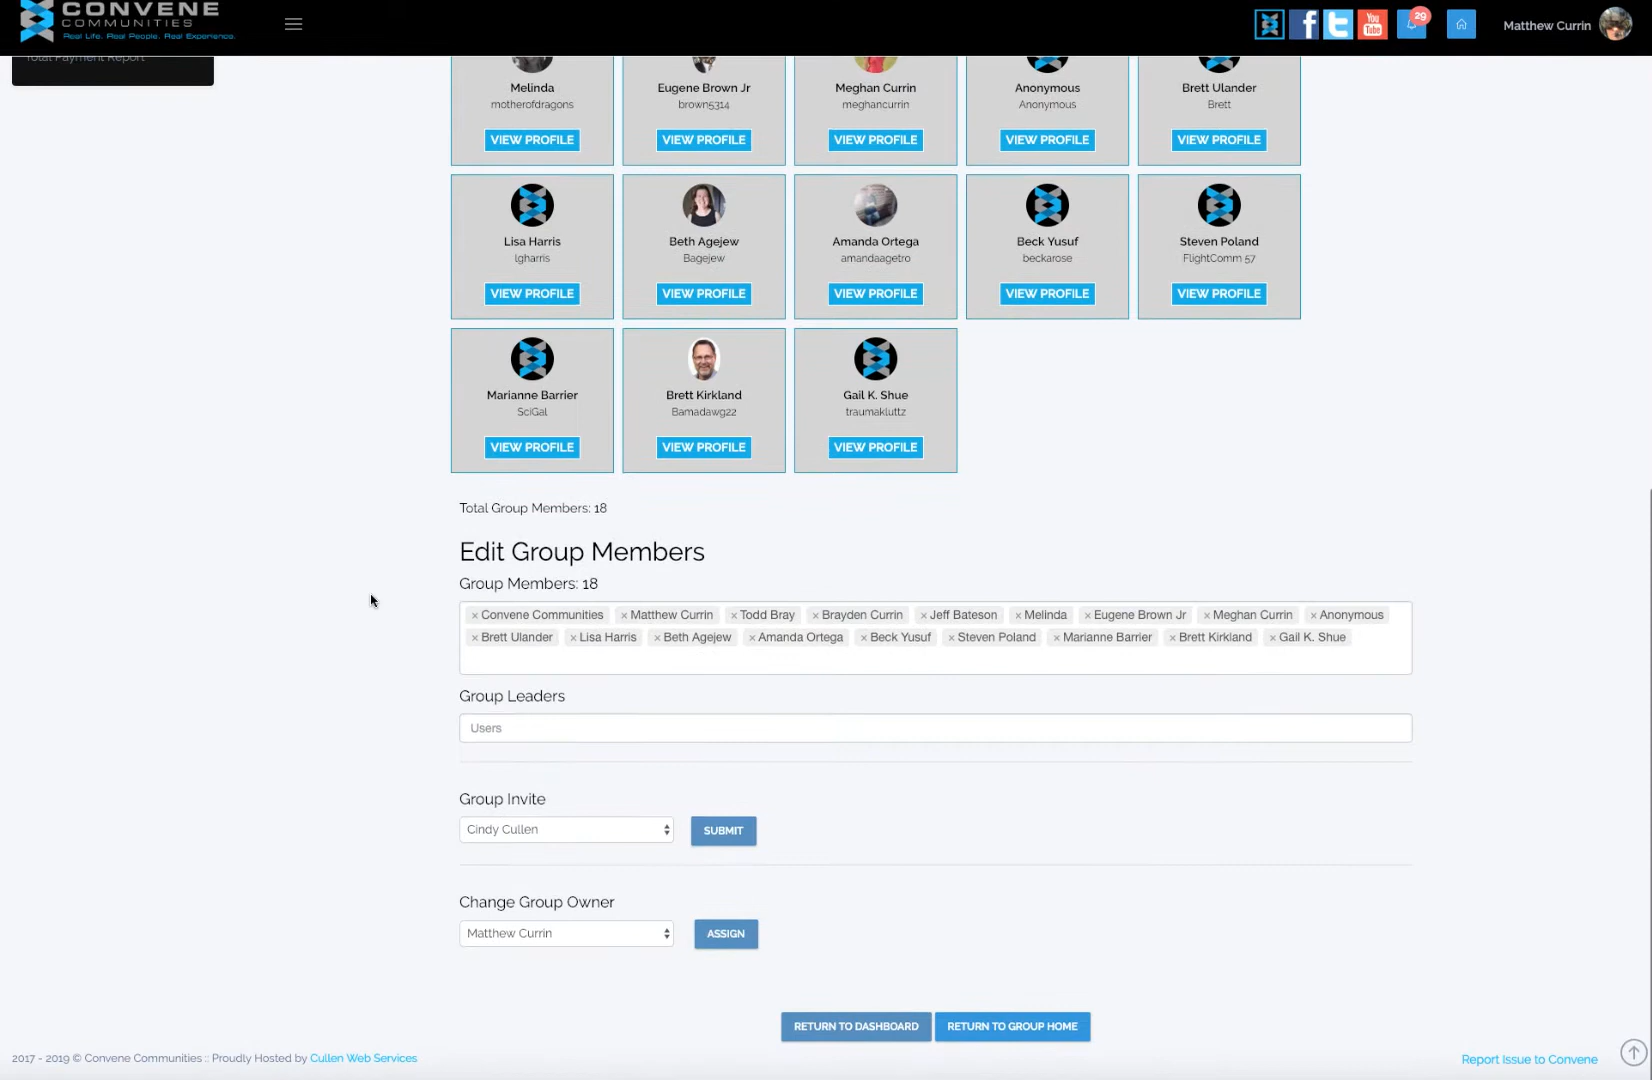 CONVENE
COMMUNITIES
Real Life. Real People. Real Experience.
You
Tube
29
Matthew Currin
Total Payment Report
Melinda
motherofdragons
VIEW PROFILE
Eugene Brown Jr
brown5314
VIEW PROFILE
Meghan Currin
meghancurrin
VIEW PROFILE
Anonymous
Anonymous
VIEW PROFILE
Brett Ulander
Brett
VIEW PROFILE
Lisa Harris
lgharris
VIEW PROFILE
Beth Agejew
Bagejew
VIEW PROFILE
Amanda Ortega
amandaagetro
VIEW PROFILE
Beck Yusuf
beckarose
VIEW PROFILE
Steven Poland
FlightComm 57
VIEW PROFILE
Marianne Barrier
SciGal
VIEW PROFILE
Brett Kirkland
Bamadawg22
VIEW PROFILE
Gail K. Shue
traumakluttz
VIEW PROFILE
Total Group Members: 18
Edit Group Members
Group Members: 18
× Convene Communities × Matthew Currin × Todd Bray × Brayden Currin × Jeff Bateson × Melinda × Eugene Brown Jr × Meghan Currin × Anonymous
× Brett Ulander × Lisa Harris × Beth Agejew × Amanda Ortega × Beck Yusuf × Steven Poland × Marianne Barrier × Brett Kirkland × Gail K. Shue
Group Leaders
Users
Group Invite
Cindy Cullen
SUBMIT
Change Group Owner
Matthew Currin
ASSIGN
RETURN TO DASHBOARD
RETURN TO GROUP HOME
2017 - 2019 © Convene Communities :: Proudly Hosted by Cullen Web Services
Report Issue to Convene